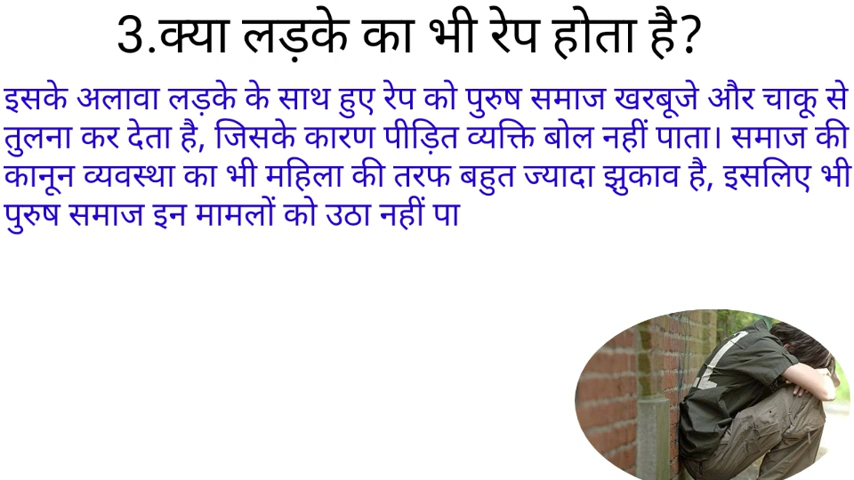 3.क्या लड़के का भी रेप होता है?
इसके अलावा लड़के के साथ हुए रेप को पुरुष समाज खरबूजे और चाकू से
तुलना कर देता है, जिसके कारण पीड़ित व्यक्ति बोल नहीं पाता। समाज की
कानून व्यवस्था का भी महिला की तरफ बहुत ज्यादा झुकाव है, इसलिए भी
पुरुष समाज इन मामलों को उठा नहीं पा